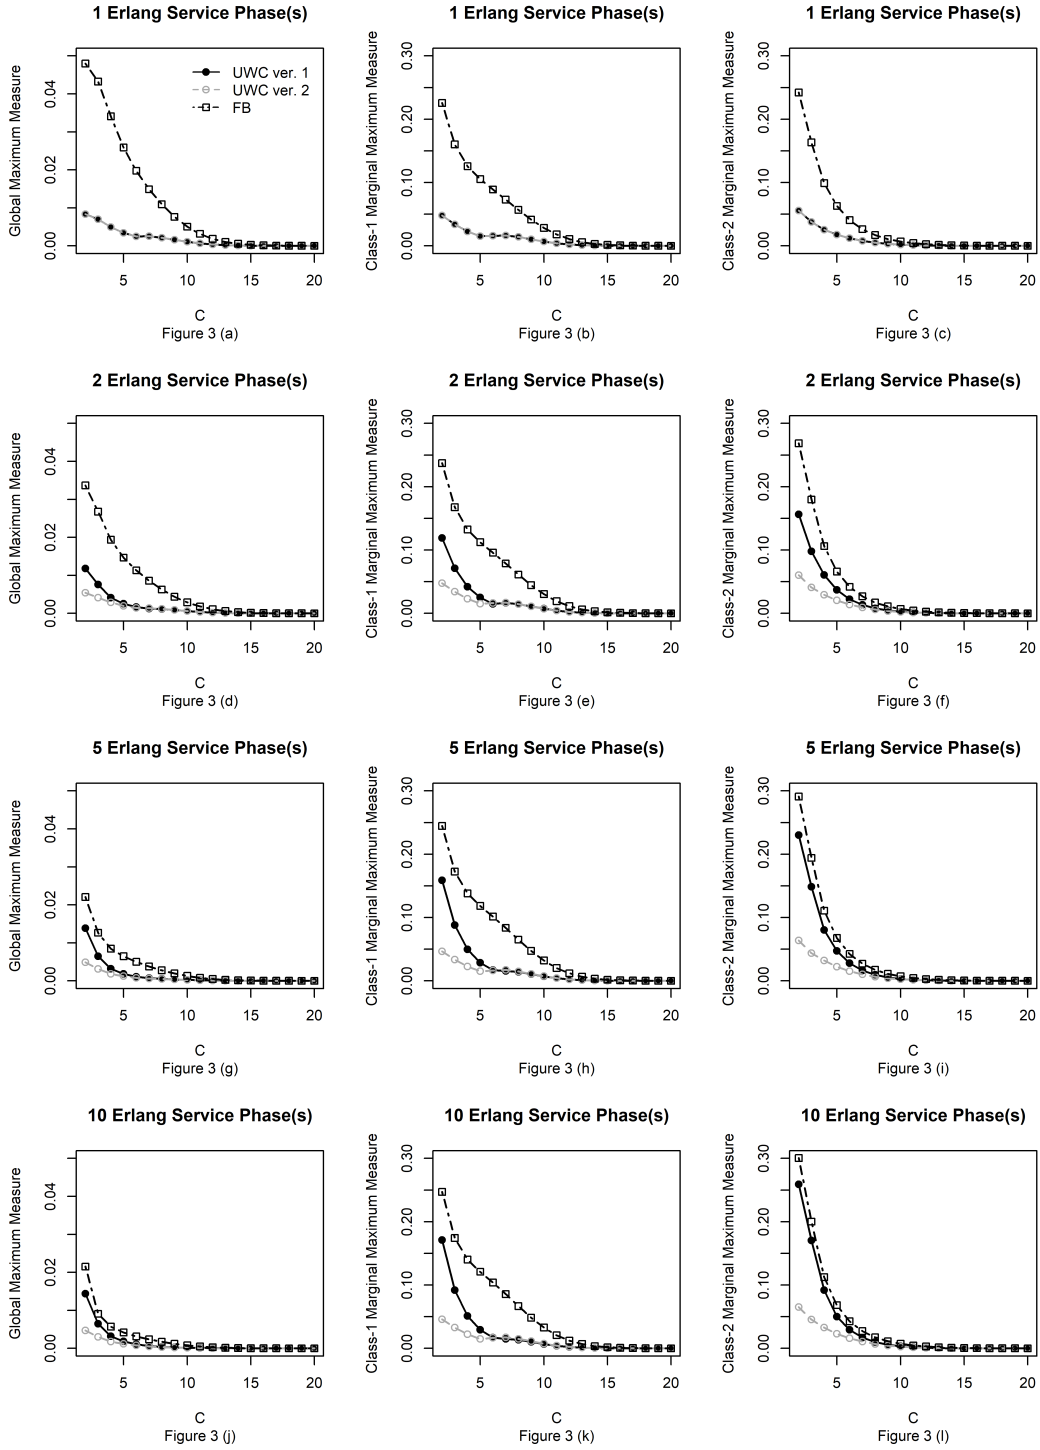 1 Erlang Service Phase(s)
Global Maximum Measure
0.00 0.02 0.04
UWC ver. 1
UWC ver. 2
FB
5 10 15 20
C
Figure 3 (a)
1 Erlang Service Phase(s)
Class-1 Marginal Maximum Measure
0.00 0.10 0.20 0.30
5 10 15 20
C
Figure 3 (b)
1 Erlang Service Phase(s)
Class-2 Marginal Maximum Measure
0.00 0.10 0.20 0.30
5 10 15 20
C
Figure 3 (c)
2 Erlang Service Phase(s)
Global Maximum Measure
0.00 0.02 0.04
5 10 15 20
C
Figure 3 (d)
2 Erlang Service Phase(s)
Class-1 Marginal Maximum Measure
0.00 0.10 0.20 0.30
5 10 15 20
C
Figure 3 (e)
2 Erlang Service Phase(s)
Class-2 Marginal Maximum Measure
0.00 0.10 0.20 0.30
5 10 15 20
C
Figure 3 (f)
5 Erlang Service Phase(s)
Global Maximum Measure
0.00 0.02 0.04
5 10 15 20
C
Figure 3 (g)
5 Erlang Service Phase(s)
Class-1 Marginal Maximum Measure
0.00 0.10 0.20 0.30
5 10 15 20
C
Figure 3 (h)
5 Erlang Service Phase(s)
Class-2 Marginal Maximum Measure
0.00 0.10 0.20 0.30
5 10 15 20
C
Figure 3 (i)
10 Erlang Service Phase(s)
Global Maximum Measure
0.00 0.02 0.04
5 10 15 20
C
Figure 3 (j)
10 Erlang Service Phase(s)
Class-1 Marginal Maximum Measure
0.00 0.10 0.20 0.30
5 10 15 20
C
Figure 3 (k)
10 Erlang Service Phase(s)
Class-2 Marginal Maximum Measure
0.00 0.10 0.20 0.30
5 10 15 20
C
Figure 3 (l)